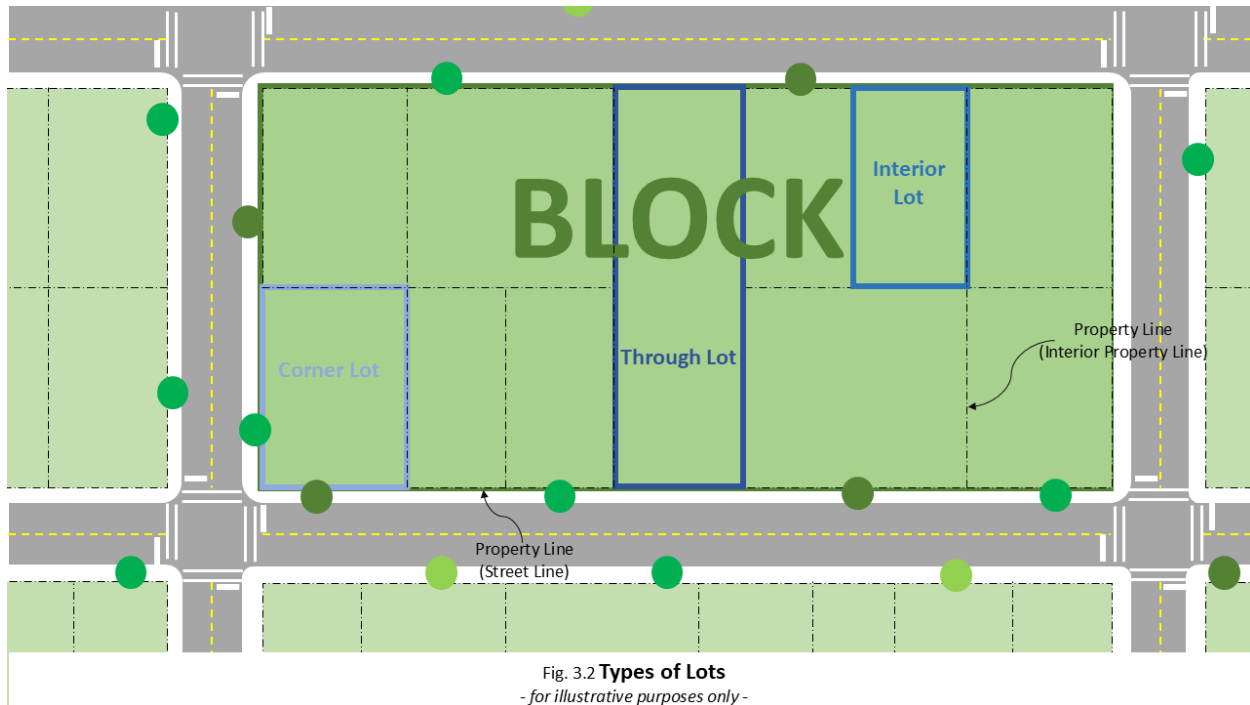 BLOCK
Interior
Lot
Corner Lot
Through Lot
Property Line
(Interior Property Line)
Property Line
(Street Line)
Fig. 3.2 Types of Lots
- for illustrative purposes only -